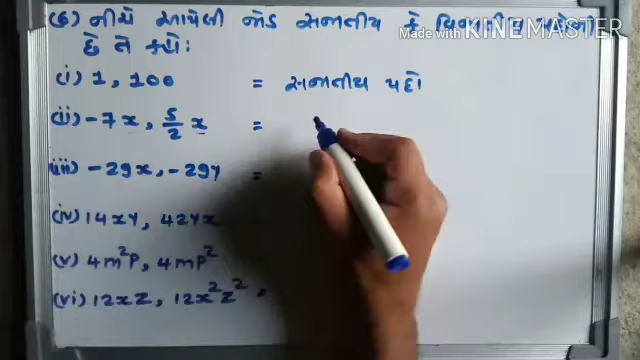 (6) નીચે આપેલી જોડ સજાતીય કે વિજાતીય
Made with KINEMASTER
છે તે કહો:
(i) 1, 100 = સજાતીય પદો
(ii) -7x, 5/2 x =
(iii) -29x, -29y =
(iv) 14xy, 42yx
(v) 4m²p, 4mp²
(vi) 12xz, 12x²z² =